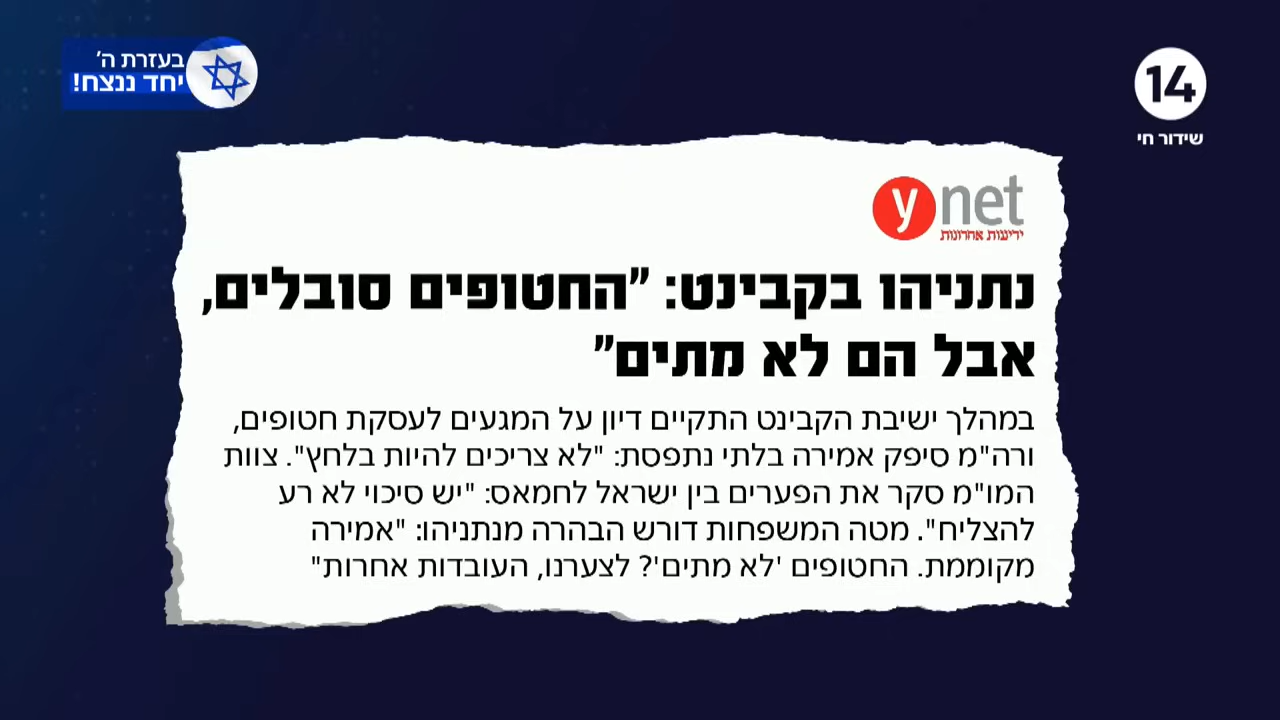 בעזרת ה'
יחד ננצח!
14
שידור חי
ynet
ידיעות אחרונות
נתניהו בקבינט: "החטופים סובלים,
אבל הם לא מתים"
במהלך ישיבת הקבינט התקיים דיון על המגעים לעסקת חטופים,
ורה"מ סיפק אמירה בלתי נתפסת: "לא צריכים להיות בלחץ". צוות
המו"מ סקר את הפערים בין ישראל לחמאס: "יש סיכוי לא רע
להצליח". מטה המשפחות דורש הבהרה מנתניהו: "אמירה
מקוממת. החטופים 'לא מתים'? לצערנו, העובדות אחרות"